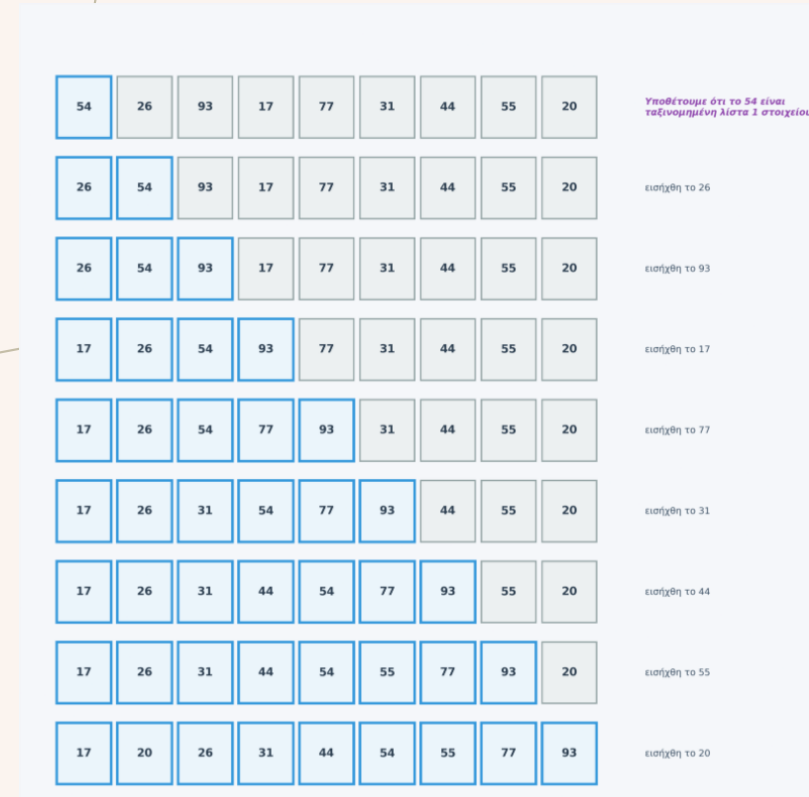 54 26 93 17 77 31 44 55 20 Υποθέτουμε ότι το 54 είναι
ταξινομημένη λίστα 1 στοιχείου
26 54 93 17 77 31 44 55 20 εισήχθη το 26
26 54 93 17 77 31 44 55 20 εισήχθη το 93
17 26 54 93 77 31 44 55 20 εισήχθη το 17
17 26 54 77 93 31 44 55 20 εισήχθη το 77
17 26 31 54 77 93 44 55 20 εισήχθη το 31
17 26 31 44 54 77 93 55 20 εισήχθη το 44
17 26 31 44 54 55 77 93 20 εισήχθη το 55
17 20 26 31 44 54 55 77 93 εισήχθη το 20